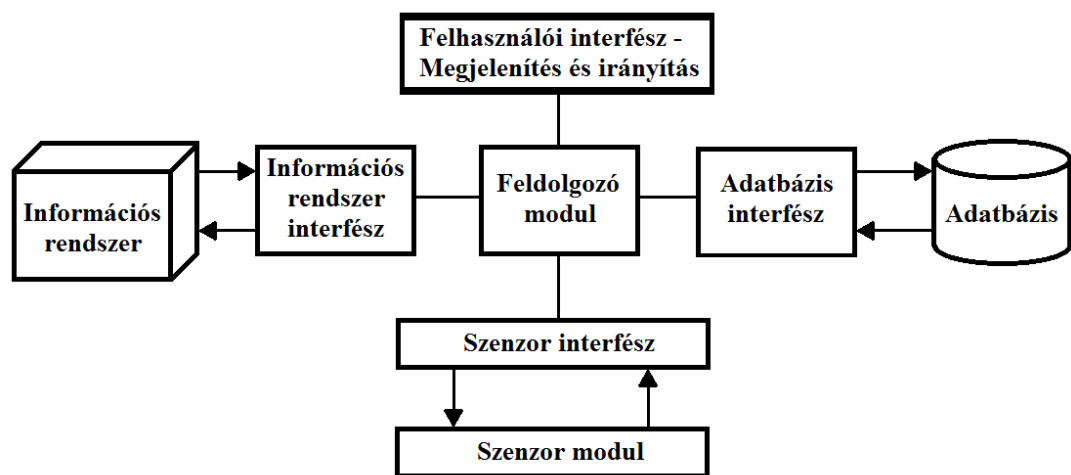 Felhasználói interfész -
Megjelenítés és irányítás
Információs
rendszer
Információs
rendszer
interfész
Feldolgozó
modul
Adatbázis
interfész
Adatbázis
Szenzor interfész
Szenzor modul